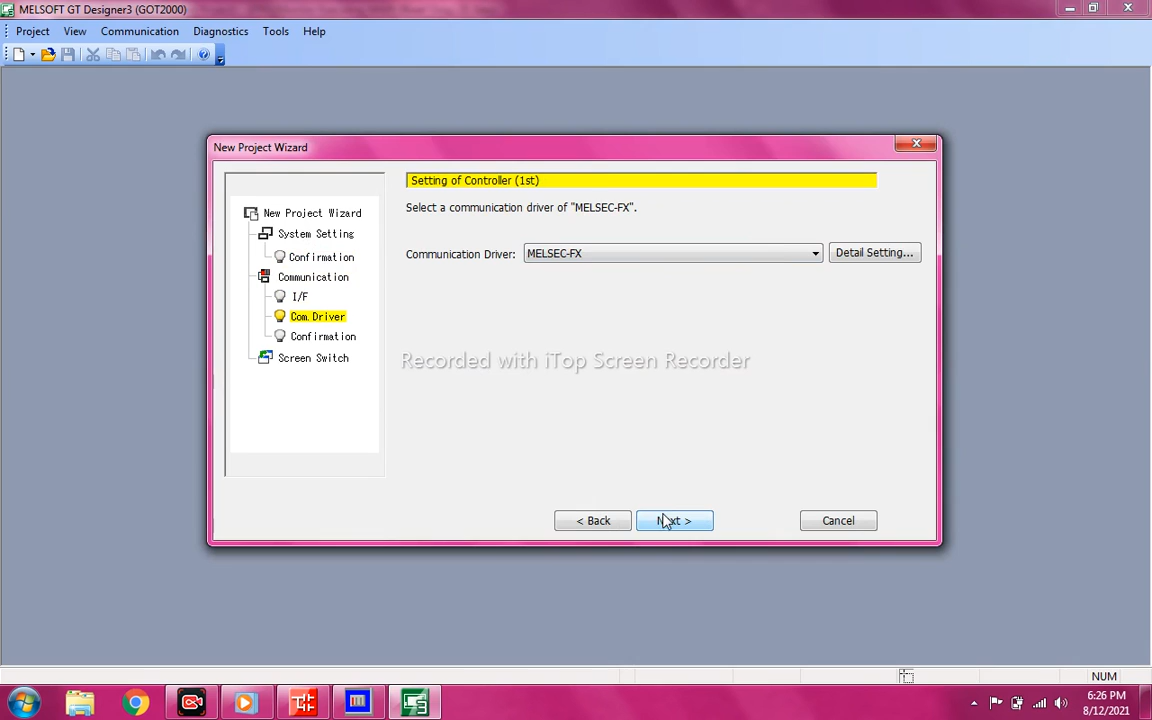 MELSOFT GT Designer3 (GOT2000)
Project View Communication Diagnostics Tools Help
New Project Wizard
Setting of Controller (1st)
Select a communication driver of "MELSEC-FX".
Communication Driver: MELSEC-FX Detail Setting...
New Project Wizard
System Setting
Confirmation
Communication
I/F
Com.Driver
Confirmation
Screen Switch
Recorded with iTop Screen Recorder
< Back Next > Cancel
NUM
6:26 PM
8/12/2021